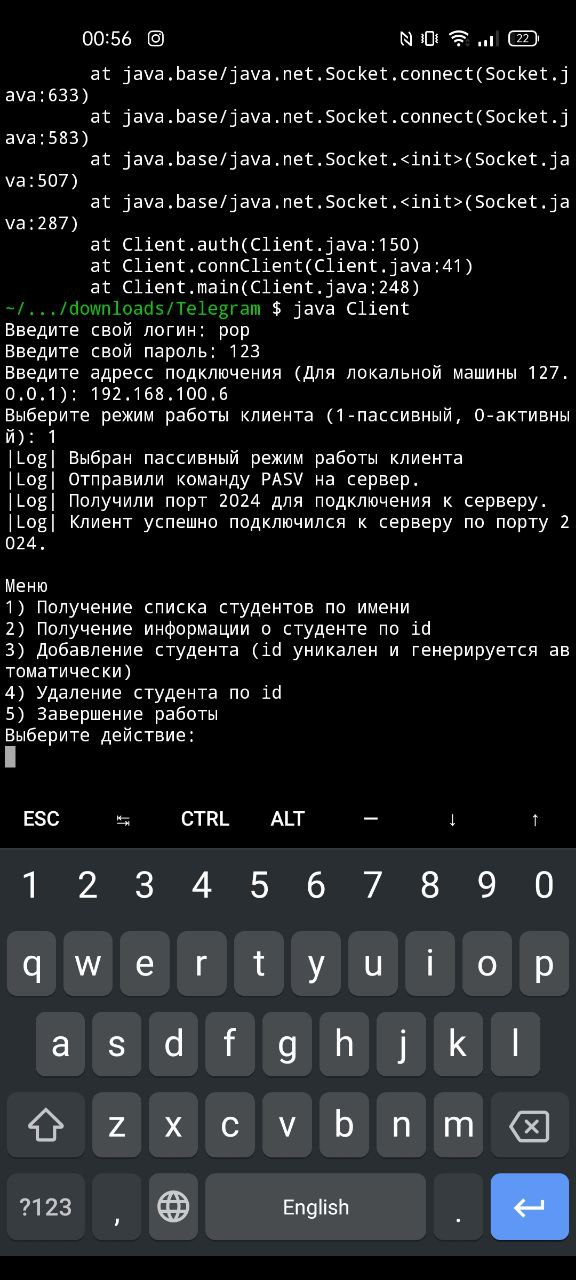 00:56
22
at java.base/java.net.Socket.connect(Socket.j
ava:633)
at java.base/java.net.Socket.connect(Socket.j
ava:583)
at java.base/java.net.Socket.<init>(Socket.ja
va:507)
at java.base/java.net.Socket.<init>(Socket.ja
va:287)
at Client.auth(Client.java:150)
at Client.connClient(Client.java:41)
at Client.main(Client.java:248)
~/.../downloads/Telegram $ java Client
Введите свой логин: pop
Введите свой пароль: 123
Введите адресс подключения (Для локальной машины 127.
0.0.1): 192.168.100.6
Выберите режим работы клиента (1-пассивный, 0-активны
й): 1
|Log| Выбран пассивный режим работы клиента
|Log| Отправили команду PASV на сервер.
|Log| Получили порт 2024 для подключения к серверу.
|Log| Клиент успешно подключился к серверу по порту 2
024.
Меню
1) Получение списка студентов по имени
2) Получение информации о студенте по id
3) Добавление студента (id уникален и генерируется ав
томатически)
4) Удаление студента по id
5) Завершение работы
Выберите действие:
ESC ↹ CTRL ALT — ↓ ↑
1 2 3 4 5 6 7 8 9 0
q w e r t y u i o p
a s d f g h j k l
z x c v b n m
?123 , English .